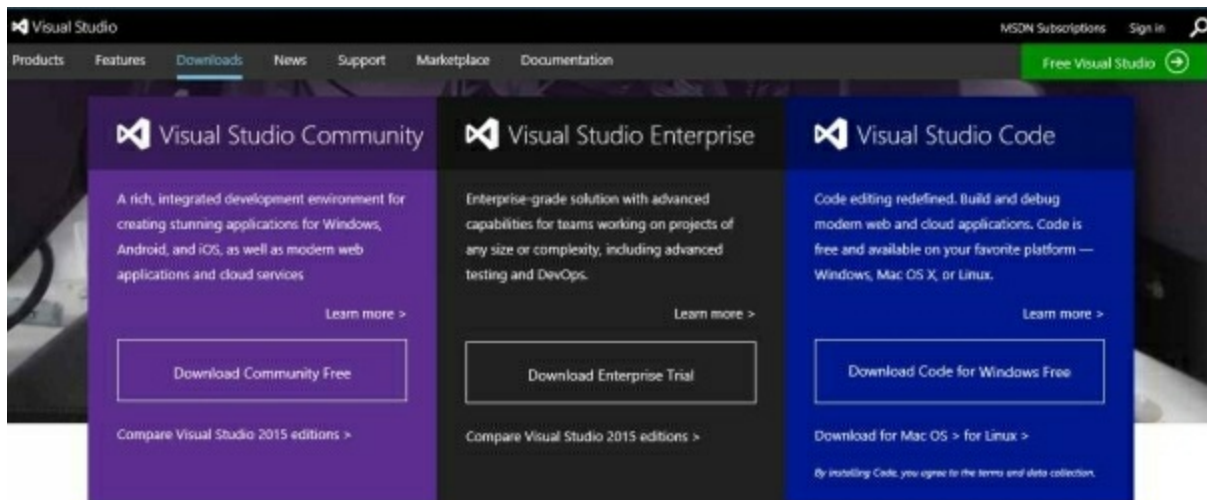 Visual Studio
MSDN Subscriptions Sign in
Products Features Downloads News Support Marketplace Documentation
Free Visual Studio
Visual Studio Community
A rich, integrated development environment for
creating stunning applications for Windows,
Android, and iOS, as well as modern web
applications and cloud services
Learn more >
Download Community Free
Compare Visual Studio 2015 editions >
Visual Studio Enterprise
Enterprise-grade solution with advanced
capabilities for teams working on projects of
any size or complexity, including advanced
testing and DevOps.
Learn more >
Download Enterprise Trial
Compare Visual Studio 2015 editions >
Visual Studio Code
Code editing redefined. Build and debug
modern web and cloud applications. Code is
free and available on your favorite platform —
Windows, Mac OS X, or Linux.
Learn more >
Download Code for Windows Free
Download for Mac OS > for Linux >
By installing Code, you agree to the terms and data collection.